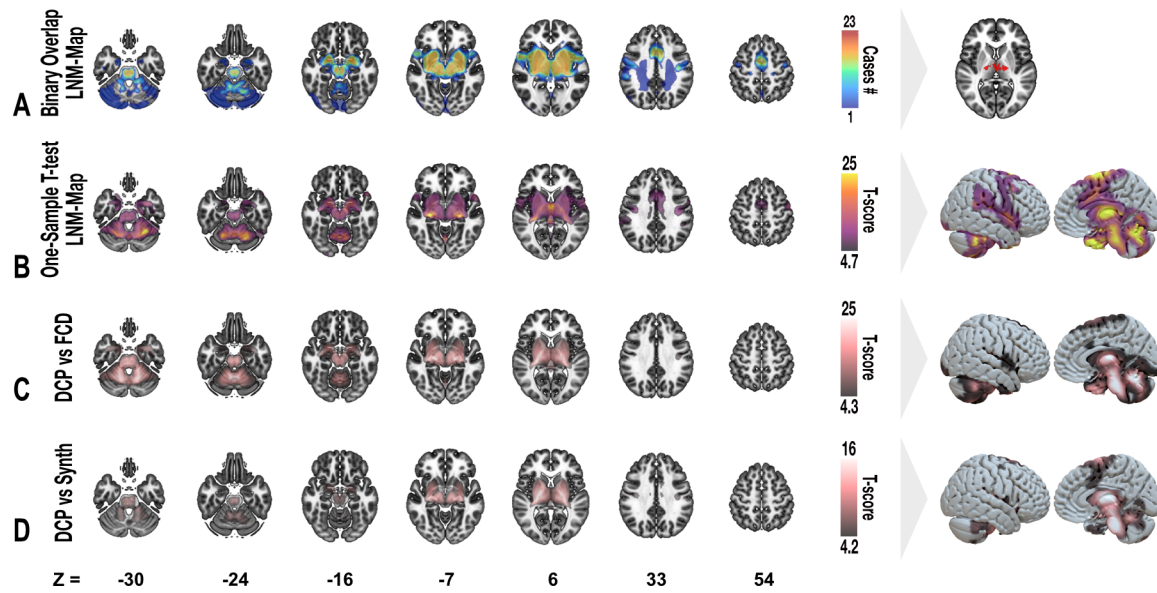 A
Binary Overlap
LNM-Map
23
Cases #
1
B
One-Sample T-test
LNM-Map
25
T-score
4.7
C
DCP vs FCD
25
T-score
4.3
D
DCP vs Synth
16
T-score
4.2
Z = -30 -24 -16 -7 6 33 54